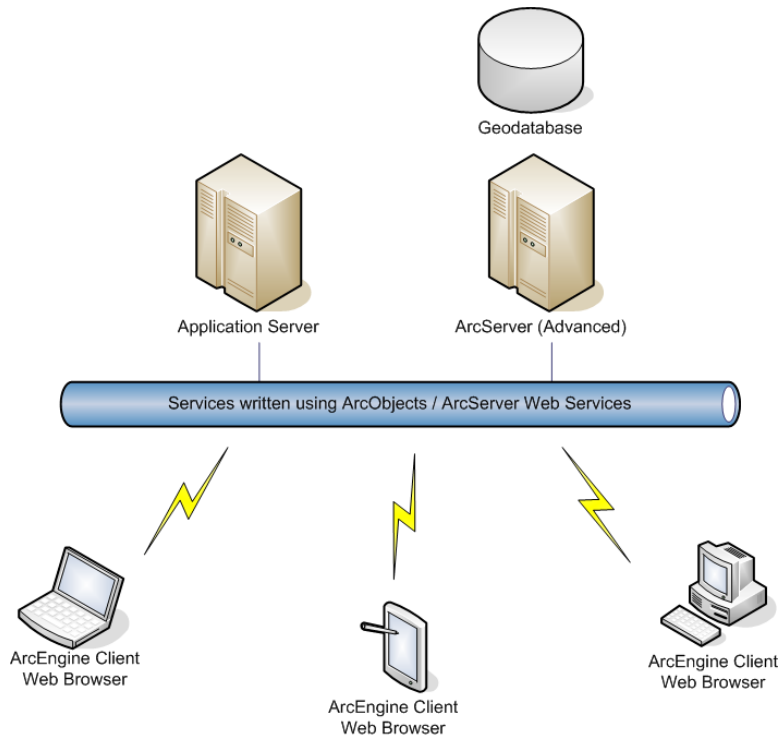 Geodatabase
Application Server
ArcServer (Advanced)
Services written using ArcObjects / ArcServer Web Services
ArcEngine Client
Web Browser
ArcEngine Client
Web Browser
ArcEngine Client
Web Browser